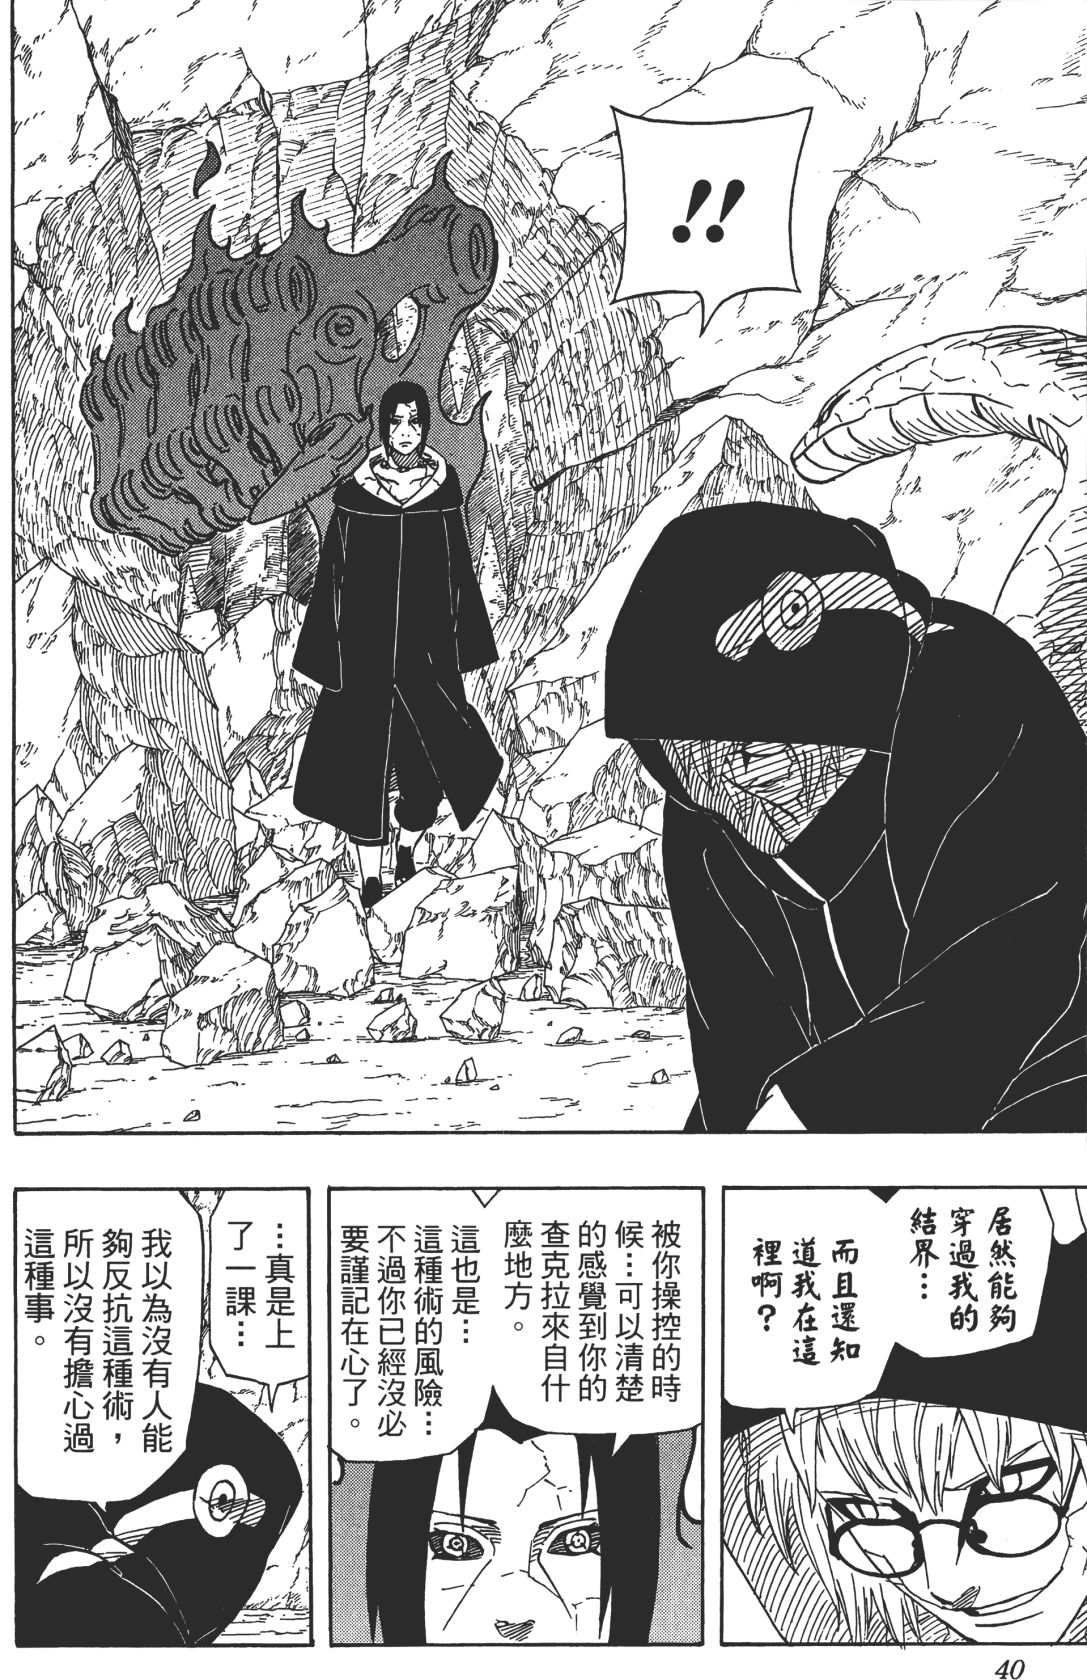 !!
居然能夠
穿過我的
結界…
而且還知
道我在這
裡啊？
被你操控的時
候…可以清楚
的感覺到你的
查克拉來自什
麼地方。
這也是…
這種術的風險…
不過你已經沒必
要謹記在心了。
…真是上
了一課…
我以為沒有人能
夠反抗這種術，
所以沒有擔心過
這種事。
40